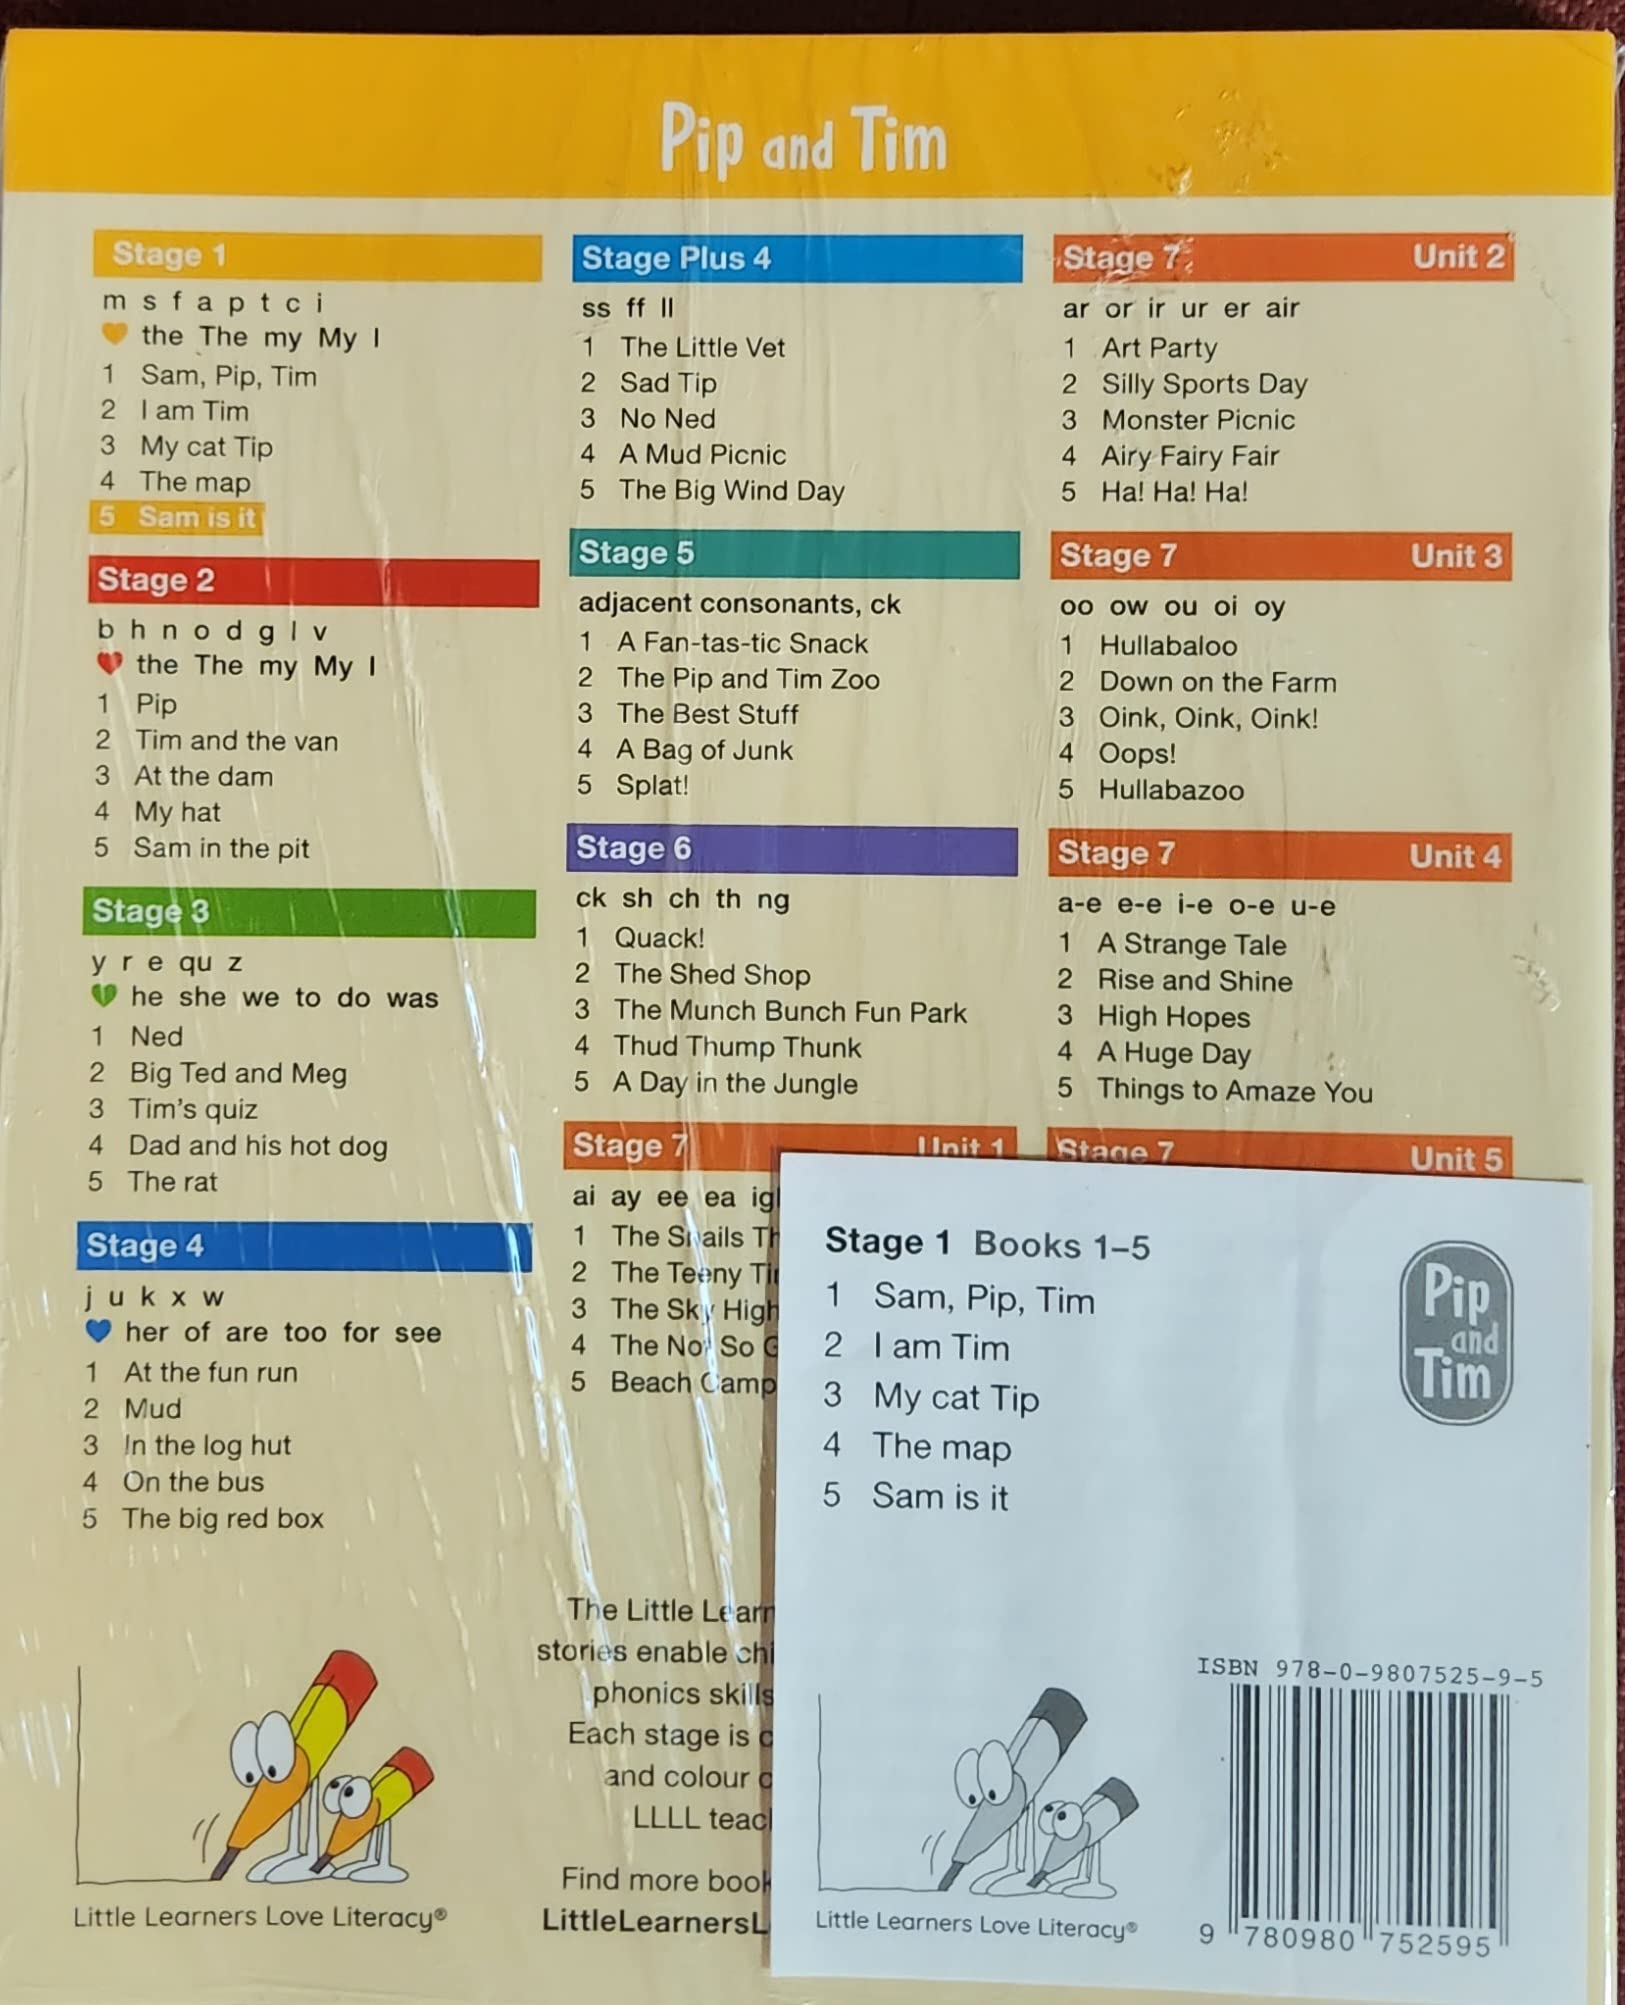 Pip and Tim
Stage 1
m s f a p t c i
the The my My I
1 Sam, Pip, Tim
2 I am Tim
3 My cat Tip
4 The map
5 Sam is it
Stage 2
b h n o d g l v
the The my My I
1 Pip
2 Tim and the van
3 At the dam
4 My hat
5 Sam in the pit
Stage 3
y r e qu z
he she we to do was
1 Ned
2 Big Ted and Meg
3 Tim's quiz
4 Dad and his hot dog
5 The rat
Stage 4
j u k x w
her of are too for see
1 At the fun run
2 Mud
3 In the log hut
4 On the bus
5 The big red box
Little Learners Love Literacy®
Stage Plus 4
ss ff ll
1 The Little Vet
2 Sad Tip
3 No Ned
4 A Mud Picnic
5 The Big Wind Day
Stage 5
adjacent consonants, ck
1 A Fan-tas-tic Snack
2 The Pip and Tim Zoo
3 The Best Stuff
4 A Bag of Junk
5 Splat!
Stage 6
ck sh ch th ng
1 Quack!
2 The Shed Shop
3 The Munch Bunch Fun Park
4 Thud Thump Thunk
5 A Day in the Jungle
Stage 7 Unit 1
ai ay ee ea
1 The Snails
2 The Teeny
3 The Sky High
4 The Not So
5 Beach Camp
The Little
stories enable
phonics skills
Each stage is
and colour
LLLL
Find more
Stage 7 Unit 2
ar or ir ur er air
1 Art Party
2 Silly Sports Day
3 Monster Picnic
4 Airy Fairy Fair
5 Ha! Ha! Ha!
Stage 7 Unit 3
oo ow ou oi oy
1 Hullabaloo
2 Down on the Farm
3 Oink, Oink, Oink!
4 Oops!
5 Hullabazoo
Stage 7 Unit 4
a-e e-e i-e o-e u-e
1 A Strange Tale
2 Rise and Shine
3 High Hopes
4 A Huge Day
5 Things to Amaze You
Stage 7 Unit 5
Stage 1 Books 1–5
1 Sam, Pip, Tim
2 I am Tim
3 My cat Tip
4 The map
5 Sam is it
Pip
and
Tim
Little Learners Love Literacy®
ISBN 978-0-9807525-9-5
9 780980 752595